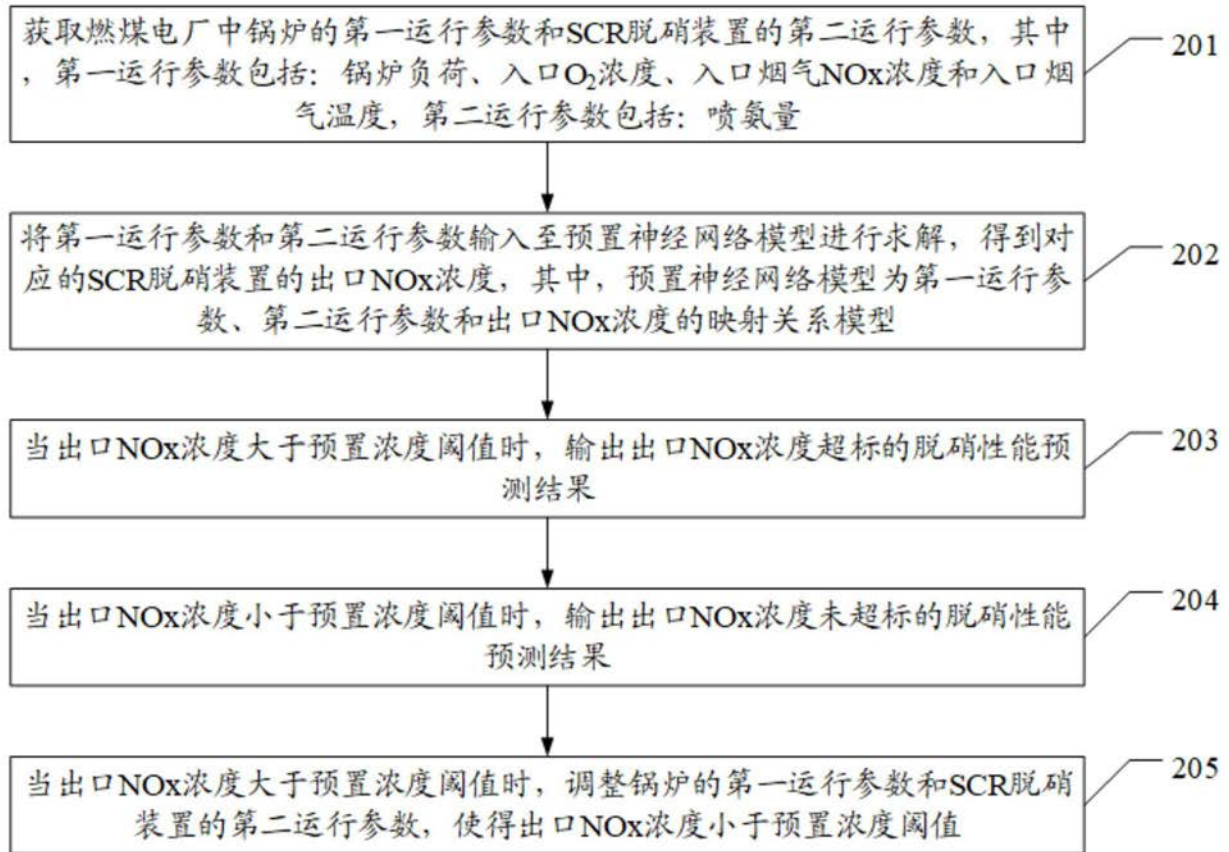 获取燃煤电厂中锅炉的第一运行参数和SCR脱硝装置的第二运行参数，其中
，第一运行参数包括：锅炉负荷、入口O₂浓度、入口烟气NOx浓度和入口烟
气温度，第二运行参数包括：喷氨量
201
将第一运行参数和第二运行参数输入至预置神经网络模型进行求解，得到对
应的SCR脱硝装置的出口NOx浓度，其中，预置神经网络模型为第一运行参
数、第二运行参数和出口NOx浓度的映射关系模型
202
当出口NOx浓度大于预置浓度阈值时，输出出口NOx浓度超标的脱硝性能预
测结果
203
当出口NOx浓度小于预置浓度阈值时，输出出口NOx浓度未超标的脱硝性能
预测结果
204
当出口NOx浓度大于预置浓度阈值时，调整锅炉的第一运行参数和SCR脱硝
装置的第二运行参数，使得出口NOx浓度小于预置浓度阈值
205